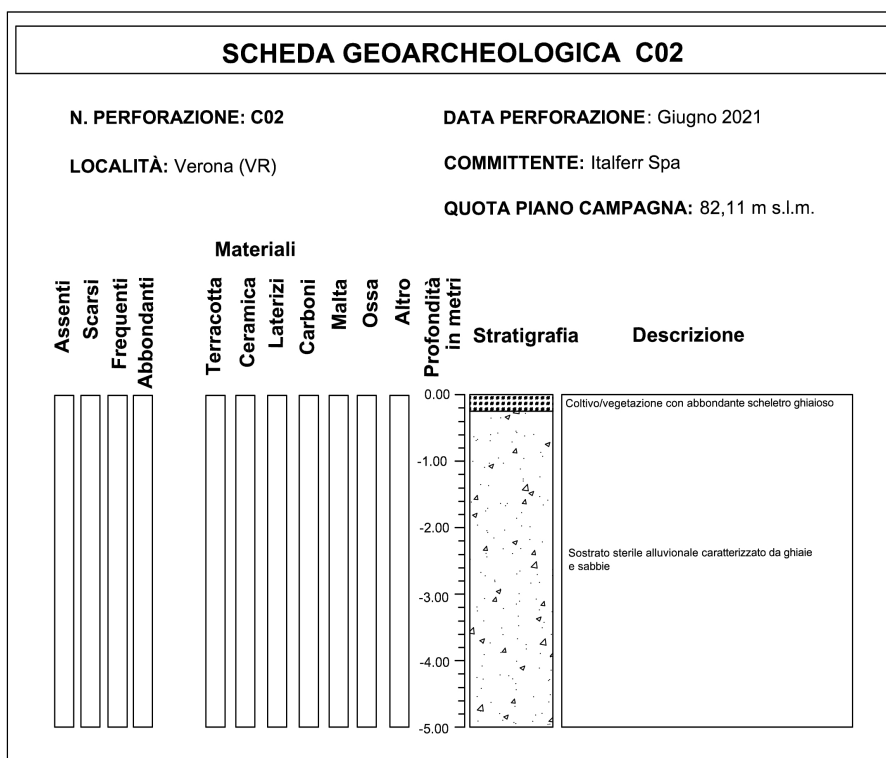 SCHEDA GEOARCHEOLOGICA C02
N. PERFORAZIONE: C02
DATA PERFORAZIONE: Giugno 2021
LOCALITÀ: Verona (VR)
COMMITTENTE: Italferr Spa
QUOTA PIANO CAMPAGNA: 82,11 m s.l.m.
Materiali
Assenti
Scarsi
Frequenti
Abbondanti
Terracotta
Ceramica
Laterizi
Carboni
Malta
Ossa
Altro
Profondità
in metri
Stratigrafia
Descrizione
0.00
Coltivo/vegetazione con abbondante scheletro ghiaioso
-1.00
-2.00
Sostrato sterile alluvionale caratterizzato da ghiaie
e sabbie
-3.00
-4.00
-5.00